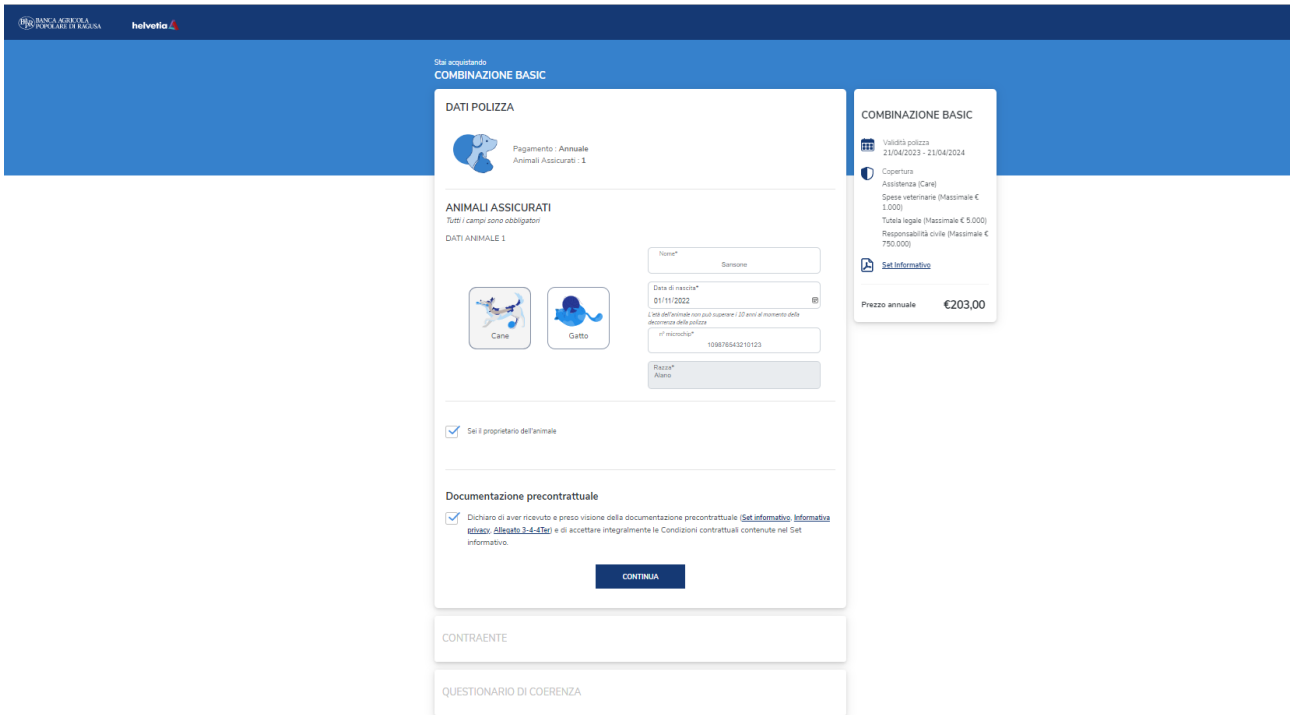 BANCA AGRICOLA
POPOLARE DI RAGUSA
helvetia
Stai acquistando
COMBINAZIONE BASIC
DATI POLIZZA
Pagamento : Annuale
Animali Assicurati : 1
ANIMALI ASSICURATI
Tutti i campi sono obbligatori
DATI ANIMALE 1
Cane
Gatto
Nome*
Sansone
Data di nascita*
01/11/2022
L'età dell'animale non può superare i 10 anni al momento della
decorrenza della polizza
n° microchip*
109876543210123
Razza*
Alano
Sei il proprietario dell'animale
Documentazione precontrattuale
Dichiaro di aver ricevuto e preso visione della documentazione precontrattuale (Set informativo, Informativa
privacy, Allegato 3-4-4Ter) e di accettare integralmente le Condizioni contrattuali contenute nel Set
informativo.
CONTINUA
CONTRAENTE
QUESTIONARIO DI COERENZA
COMBINAZIONE BASIC
Validità polizza
21/04/2023 - 21/04/2024
Copertura
Assistenza (Care)
Spese veterinarie (Massimale €
1.000)
Tutela legale (Massimale € 5.000)
Responsabilità civile (Massimale €
750.000)
Set Informativo
Prezzo annuale €203,00